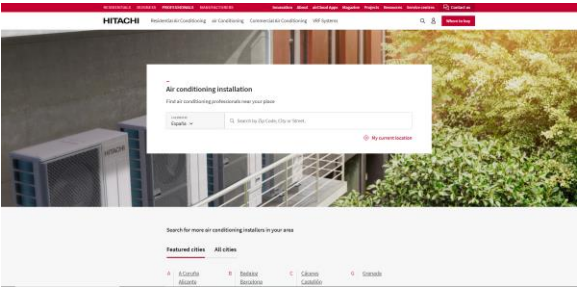 RESIDENTIALS BUSINESS PROFESSIONALS MANUFACTURERS Innovation About airCloud Apps Magazine Projects Resources Service centres Contact us
HITACHI Residential Air Conditioning Air Conditioning Commercial Air Conditioning VRF Systems Where to buy
HITACHI
Air conditioning installation
Find air conditioning professionals near your place
España
Search by Zip Code, City or Street.
My current location
Search for more air conditioning installers in your area
Featured cities All cities
A A Coruña B Badajoz C Cáceres G Granada
Alicante Barcelona Castellón